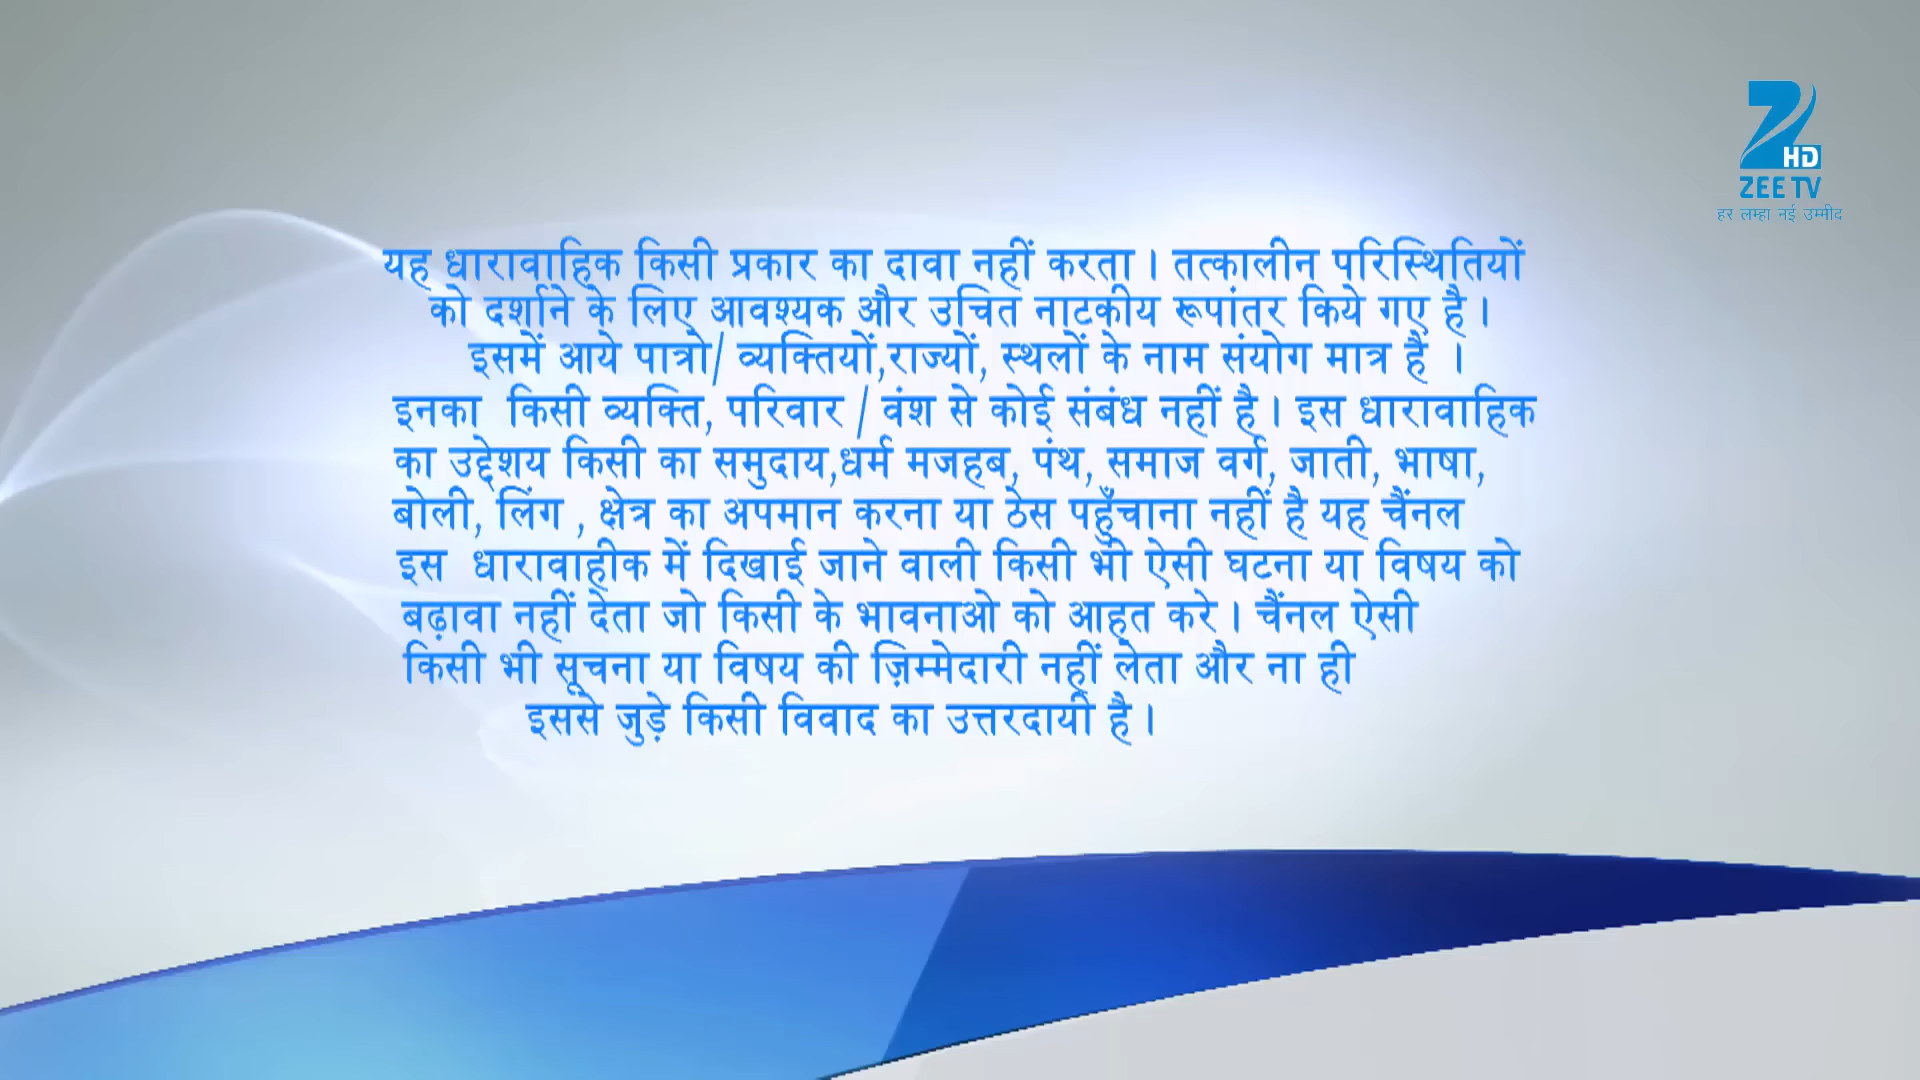 HD
ZEE TV
हर लम्हा नई उम्मीद
यह धारावाहिक किसी प्रकार का दावा नहीं करता । तत्कालीन परिस्थितियों
को दर्शाने के लिए आवश्यक और उचित नाटकीय रूपांतर किये गए है ।
इसमें आये पात्रो/ व्यक्तियों,राज्यों, स्थलों के नाम संयोग मात्र है ।
इनका किसी व्यक्ति, परिवार / वंश से कोई संबंध नहीं है । इस धारावाहिक
का उद्देशय किसी का समुदाय,धर्म मजहब, पंथ, समाज वर्ग, जाती, भाषा,
बोली, लिंग , क्षेत्र का अपमान करना या ठेस पहुँचाना नहीं है यह चैंनल
इस धारावाहीक में दिखाई जाने वाली किसी भी ऐसी घटना या विषय को
बढ़ावा नहीं देता जो किसी के भावनाओ को आहत करे । चैंनल ऐसी
किसी भी सूचना या विषय की ज़िम्मेदारी नहीं लेता और ना ही
इससे जुड़े किसी विवाद का उत्तरदायी है ।